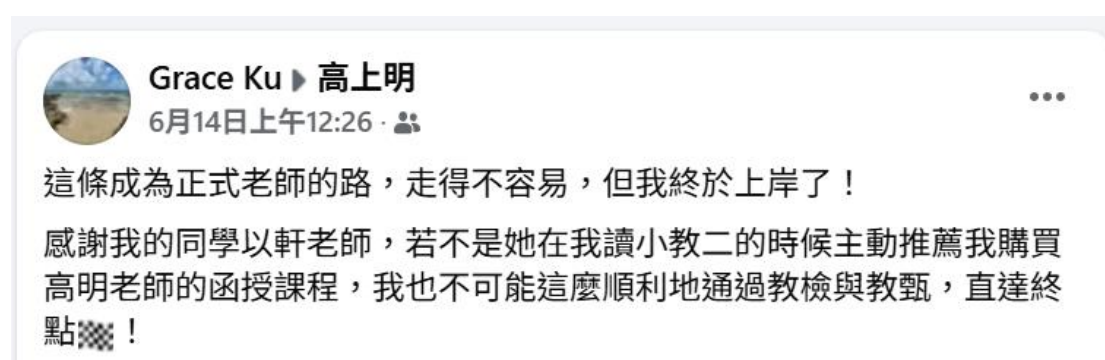 Grace Ku ▸ 高上明
6月14日上午12:26 ·
這條成為正式老師的路，走得不容易，但我終於上岸了！
感謝我的同學以軒老師，若不是她在我讀小教二的時候主動推薦我購買
高明老師的函授課程，我也不可能這麼順利地通過教檢與教甄，直達終
點🏁！